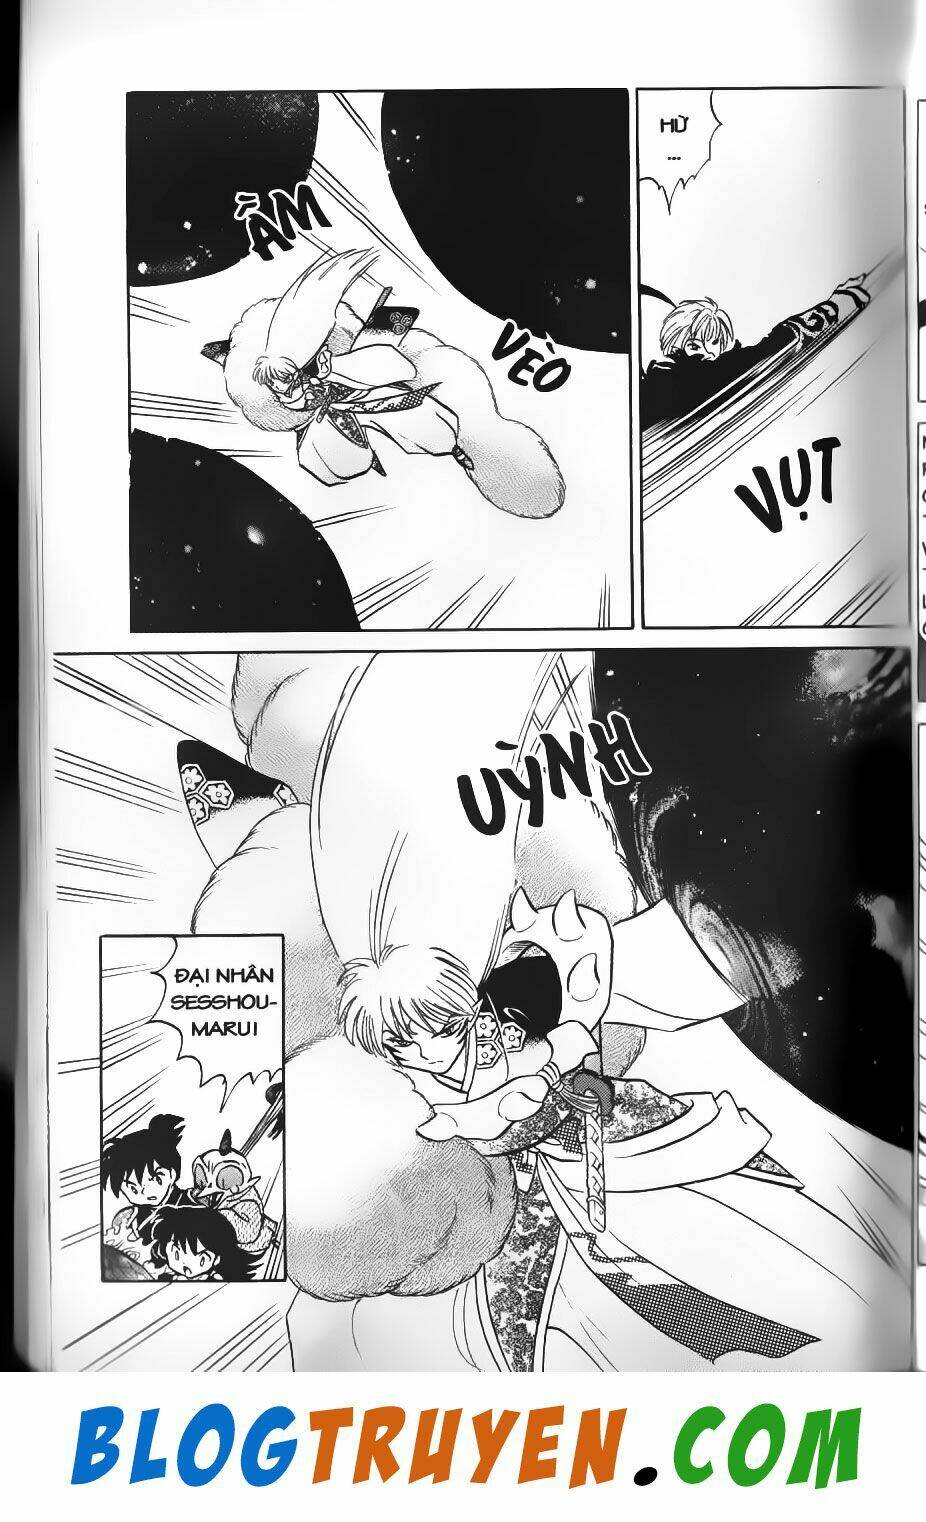 HỪ
...
VỤT
ẦM
VÈO
UỲNH
ĐẠI NHÂN
SESSHOU-
MARU!
BLOGTRUYEN.COM